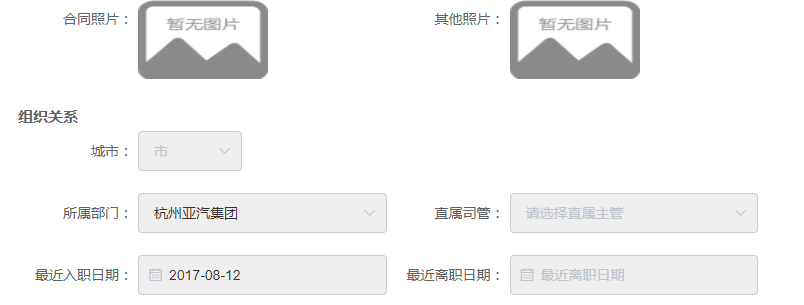 合同照片： 暂无图片 其他照片： 暂无图片
组织关系
城市： 市
所属部门： 杭州亚汽集团 直属司管： 请选择直属主管
最近入职日期： 2017-08-12 最近离职日期： 最近离职日期